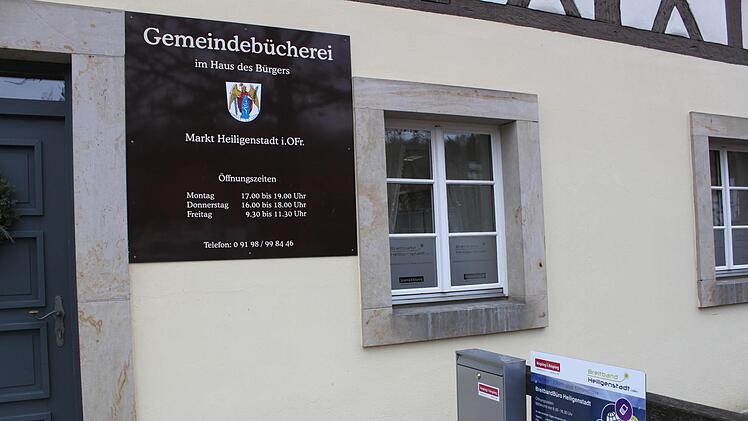 Gemeindebücherei
im Haus des Bürgers
Markt Heiligenstadt i.OFr.
Öffnungszeiten
Montag 17.00 bis 19.00 Uhr
Donnerstag 16.00 bis 18.00 Uhr
Freitag 9.30 bis 11.30 Uhr
Telefon: 0 91 98 / 99 84 46
Breitband
Heiligenstadt
BreitbandBüro Heiligenstadt
Öffnungszeiten: